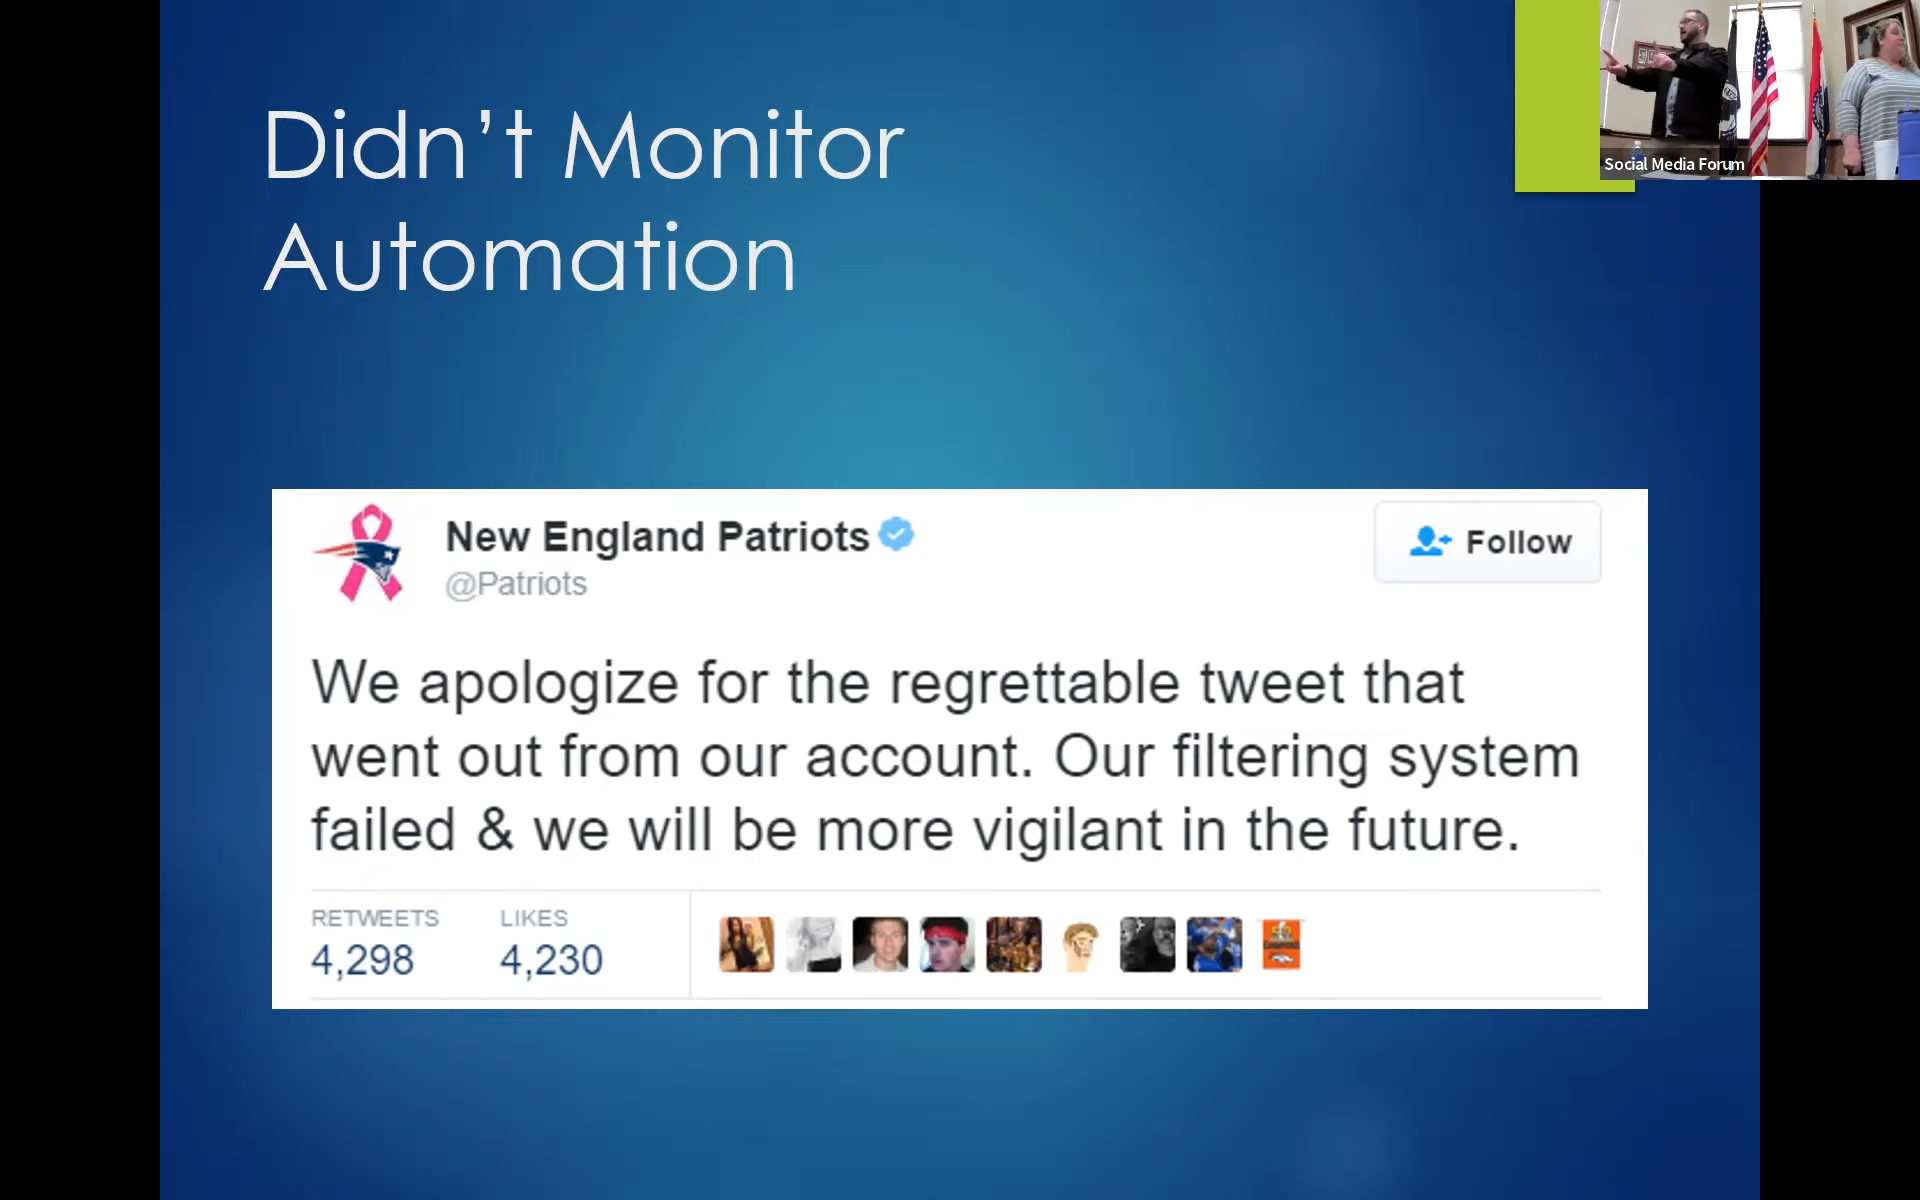 Didn’t Monitor
Automation
Social Media Forum
New England Patriots
@Patriots
Follow
We apologize for the regrettable tweet that
went out from our account. Our filtering system
failed & we will be more vigilant in the future.
RETWEETS LIKES
4,298 4,230